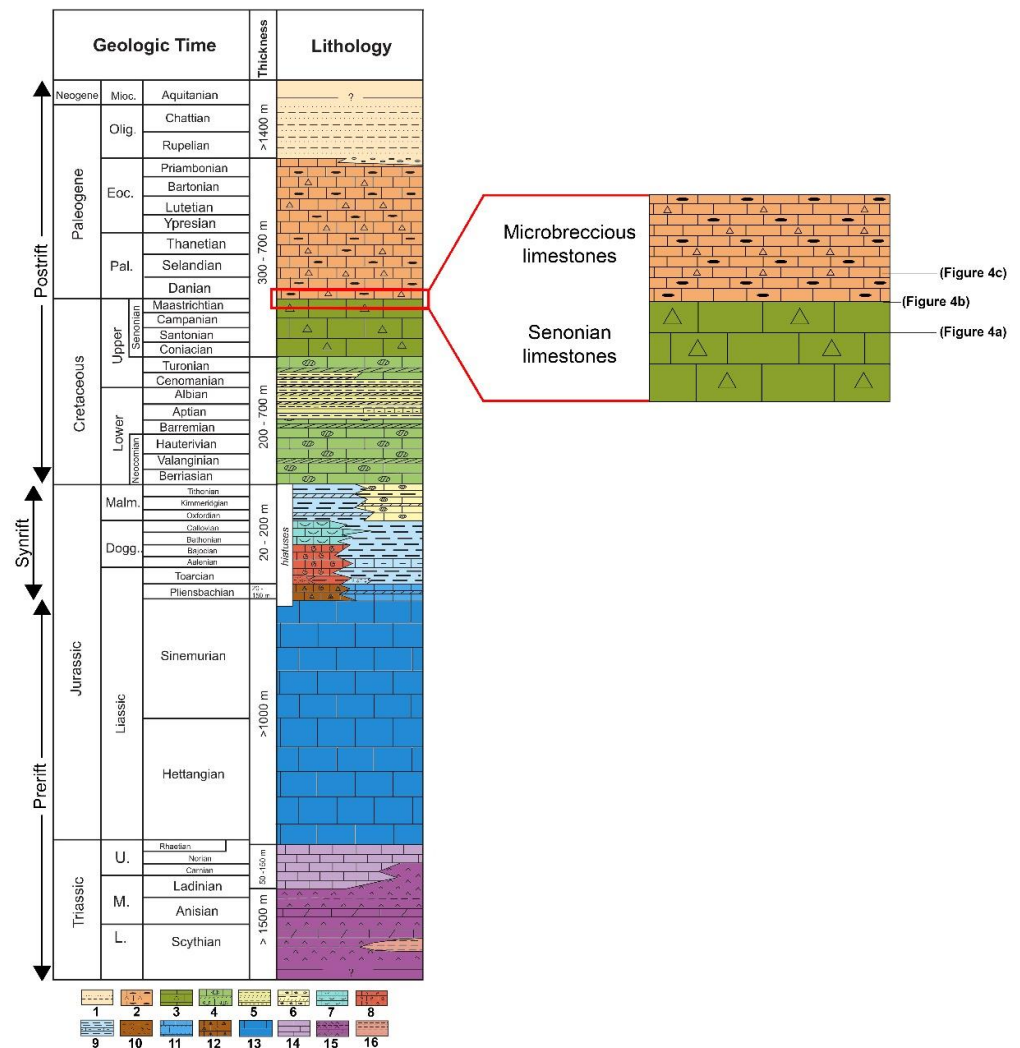 Geologic Time
Thickness
Lithology
Postrift
Synrift
Prerift
Neogene
Mioc.
Aquitanian
?
>1400 m
Paleogene
Olig.
Chattian
Rupelian
Eoc.
Priambonian
Bartonian
Lutetian
Ypresian
300 - 700 m
Pal.
Thanetian
Selandian
Danian
Cretaceous
Upper
Senonian
Maastrichtian
Campanian
Santonian
Coniacian
Turonian
Cenomanian
Lower
Albian
Aptian
Barremian
200 - 700 m
Neocomian
Hauterivian
Valanginian
Berriasian
Jurassic
Malm.
Tithonian
Kimmerigian
Oxfordian
20 - 200 m
hiatuses
Dogg..
Callovian
Bathonian
Bajocian
Aalenian
Liassic
Toarcian
Pliensbachian
70 -
150 m
Sinemurian
>1000 m
Hettangian
Triassic
U.
Rhaetian
Norian
Carnian
50 -150 m
M.
Ladinian
Anisian
> 1500 m
L.
Scythian
?
Microbreccious
limestones
Senonian
limestones
(Figure 4c)
(Figure 4b)
(Figure 4a)
1 2 3 4 5 6 7 8
9 10 11 12 13 14 15 16